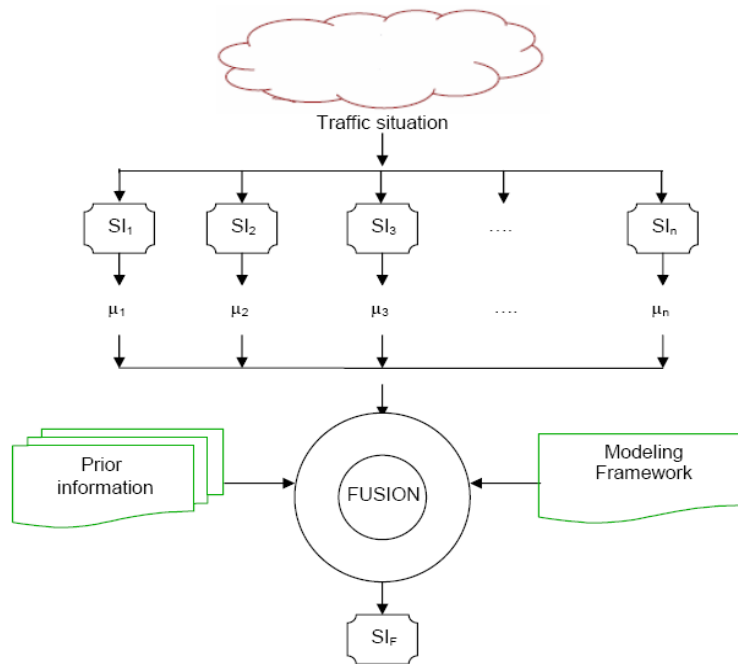 Traffic situation
SI₁ SI₂ SI₃ .... SIₙ
μ₁ μ₂ μ₃ .... μₙ
Prior
information
FUSION
Modeling
Framework
SI_F